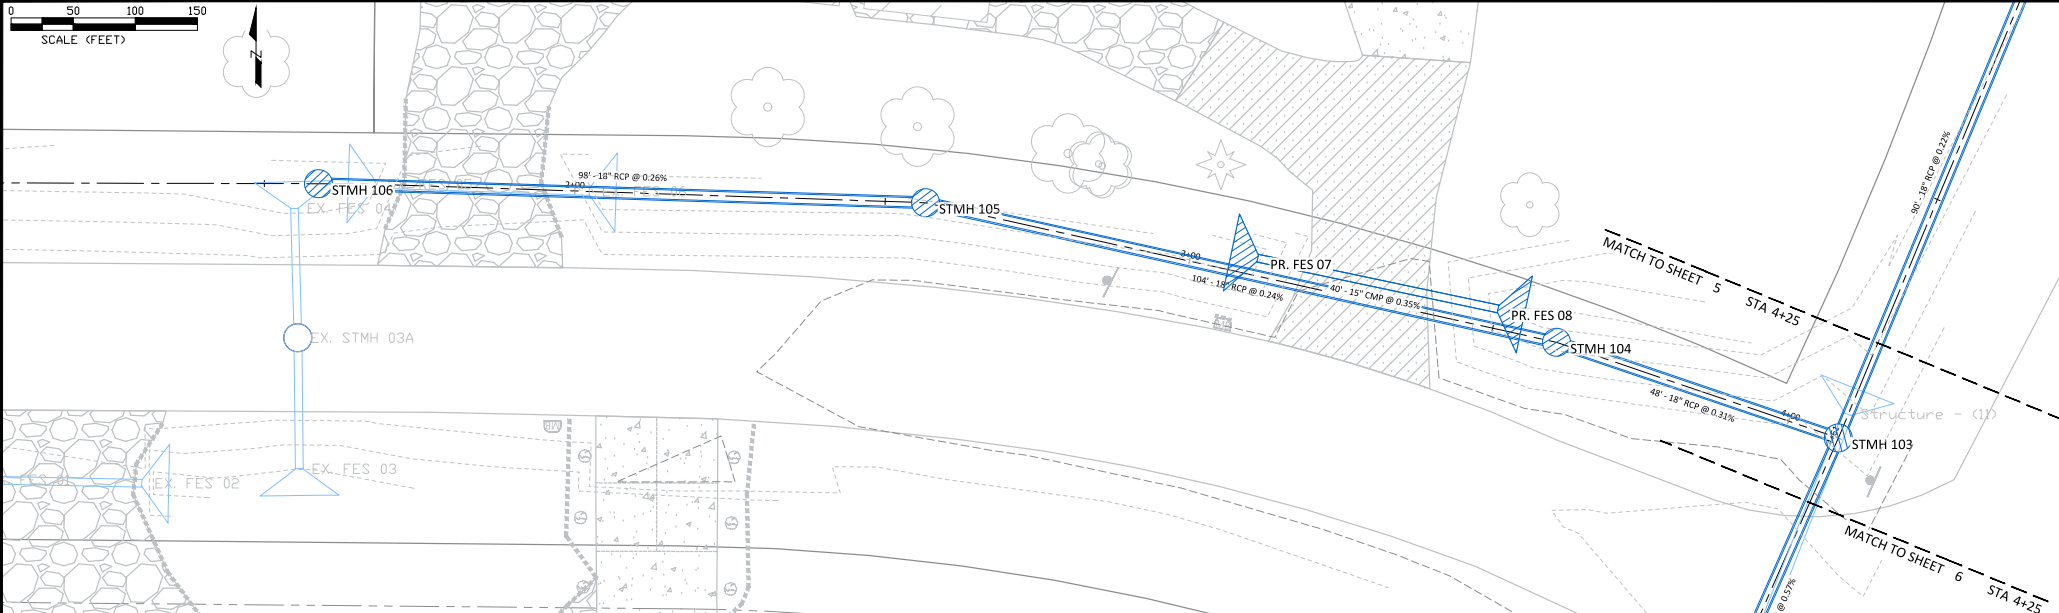 0 50 100 150
SCALE (FEET)
N
98' - 18" RCP @ 0.26%
STMH 106
2+00
EX. FES 04
STMH 105
3+00
PR. FES 07
104' - 18" RCP @ 0.24%
40' - 15" CMP @ 0.35%
PR. FES 08
STMH 104
90' - 18" RCP @ 0.22%
MATCH TO SHEET 5 STA 4+25
EX. STMH 03A
48' - 18" RCP @ 0.31%
4+00
Structure - (11)
STMH 103
MB
EX. FES 03
EX. FES 02
MATCH TO SHEET 6 STA 4+25
@ 0.57%